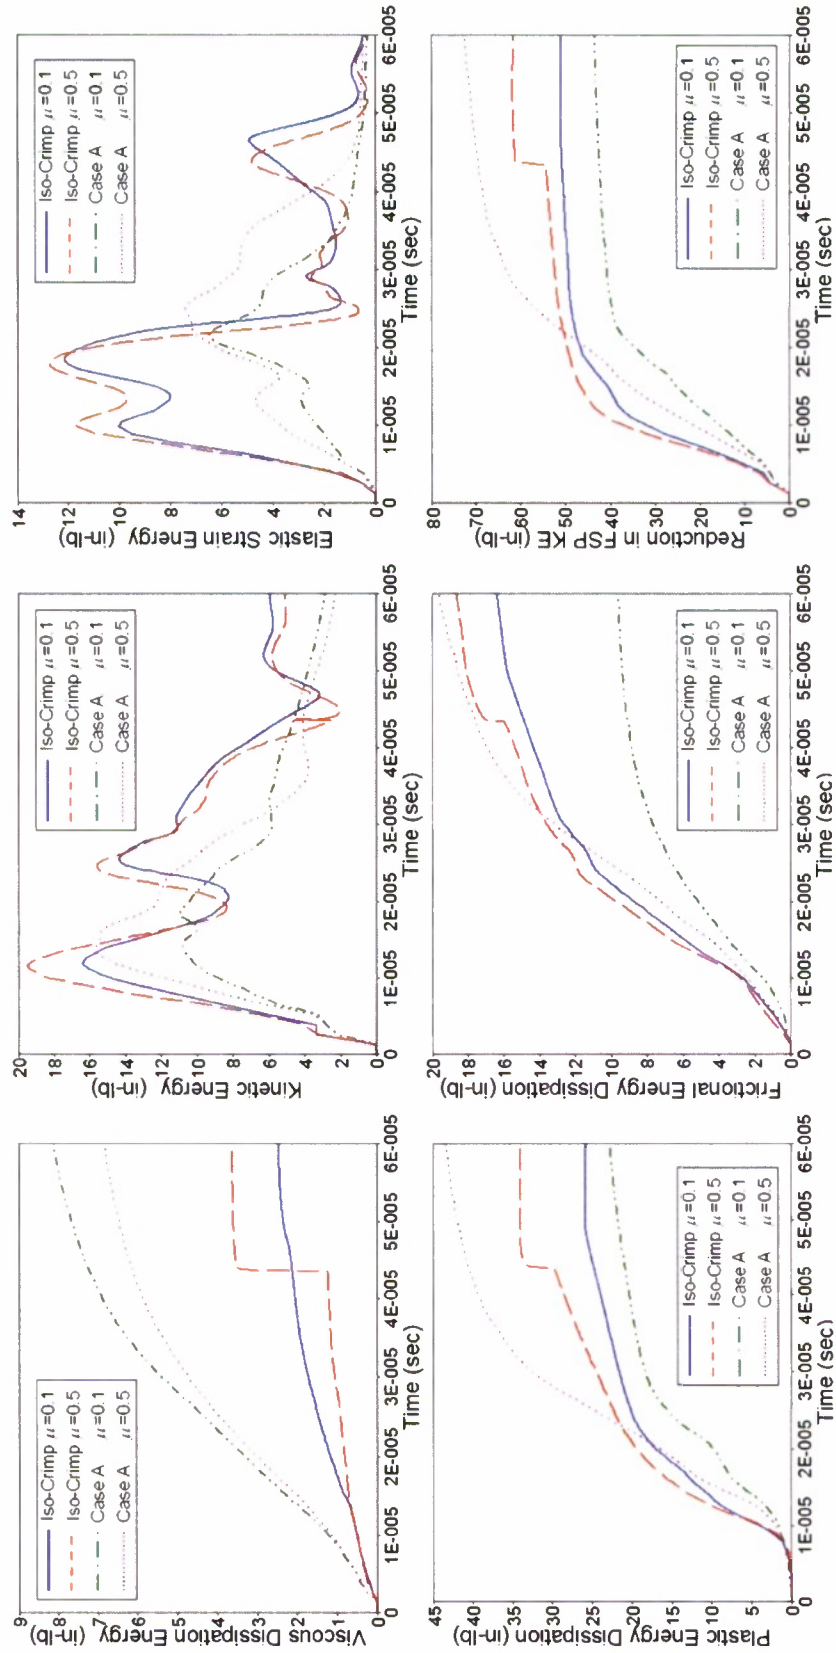 9
8
7
6
5
4
3
2
1
0
Viscous Dissipation Energy (in-lb)
Iso-Crimp μ=0.1
Iso-Crimp μ=0.5
Case A μ=0.1
Case A μ=0.5
0 1E-005 2E-005 3E-005 4E-005 5E-005 6E-005
Time (sec)
20
18
16
14
12
10
8
6
4
2
0
Kinetic Energy (in-lb)
Iso-Crimp μ=0.1
Iso-Crimp μ=0.5
Case A μ=0.1
Case A μ=0.5
0 1E-005 2E-005 3E-005 4E-005 5E-005 6E-005
Time (sec)
14
12
10
8
6
4
2
0
Elastic Strain Energy (in-lb)
Iso-Crimp μ=0.1
Iso-Crimp μ=0.5
Case A μ=0.1
Case A μ=0.5
0 1E-005 2E-005 3E-005 4E-005 5E-005 6E-005
Time (sec)
45
40
35
30
25
20
15
10
5
0
Plastic Energy Dissipation (in-lb)
Iso-Crimp μ=0.1
Iso-Crimp μ=0.5
Case A μ=0.1
Case A μ=0.5
0 1E-005 2E-005 3E-005 4E-005 5E-005 6E-005
Time (sec)
20
18
16
14
12
10
8
6
4
2
0
Frictional Energy Dissipation (in-lb)
Iso-Crimp μ=0.1
Iso-Crimp μ=0.5
Case A μ=0.1
Case A μ=0.5
0 1E-005 2E-005 3E-005 4E-005 5E-005 6E-005
Time (sec)
80
70
60
50
40
30
20
10
0
Reduction in FSP KE (in-lb)
Iso-Crimp μ=0.1
Iso-Crimp μ=0.5
Case A μ=0.1
Case A μ=0.5
0 1E-005 2E-005 3E-005 4E-005 5E-005 6E-005
Time (sec)